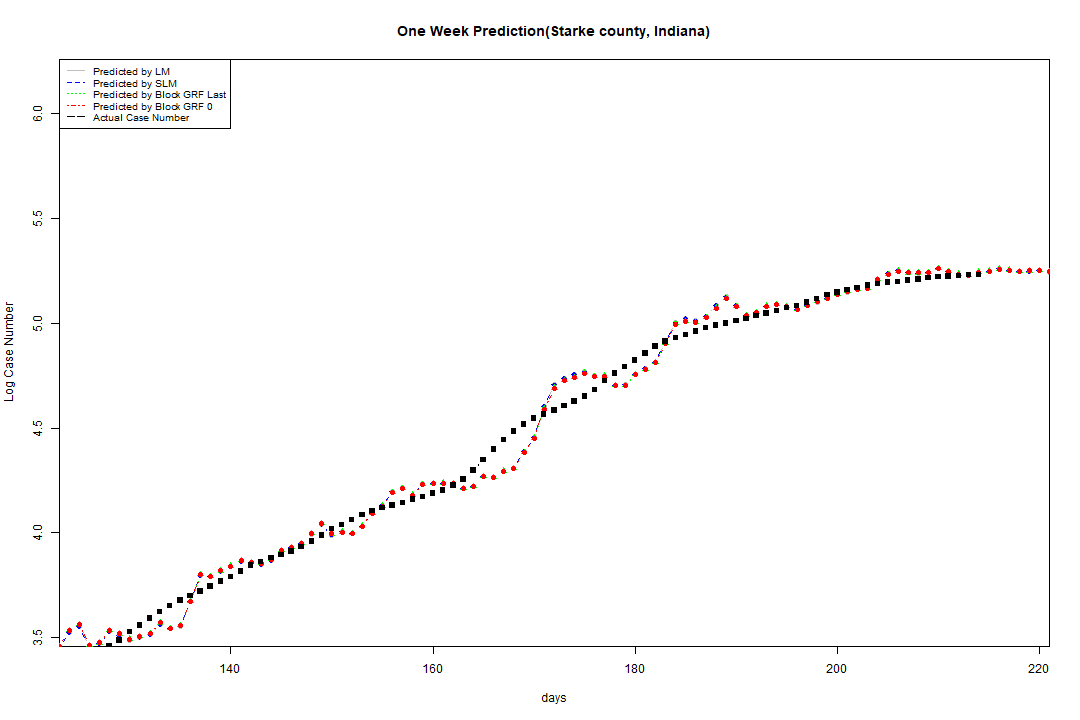 One Week Prediction(Starke county, Indiana)
Predicted by LM
Predicted by SLM
Predicted by Block GRF Last
Predicted by Block GRF 0
Actual Case Number
6.0
5.5
5.0
4.5
4.0
3.5
Log Case Number
140 160 180 200 220
days